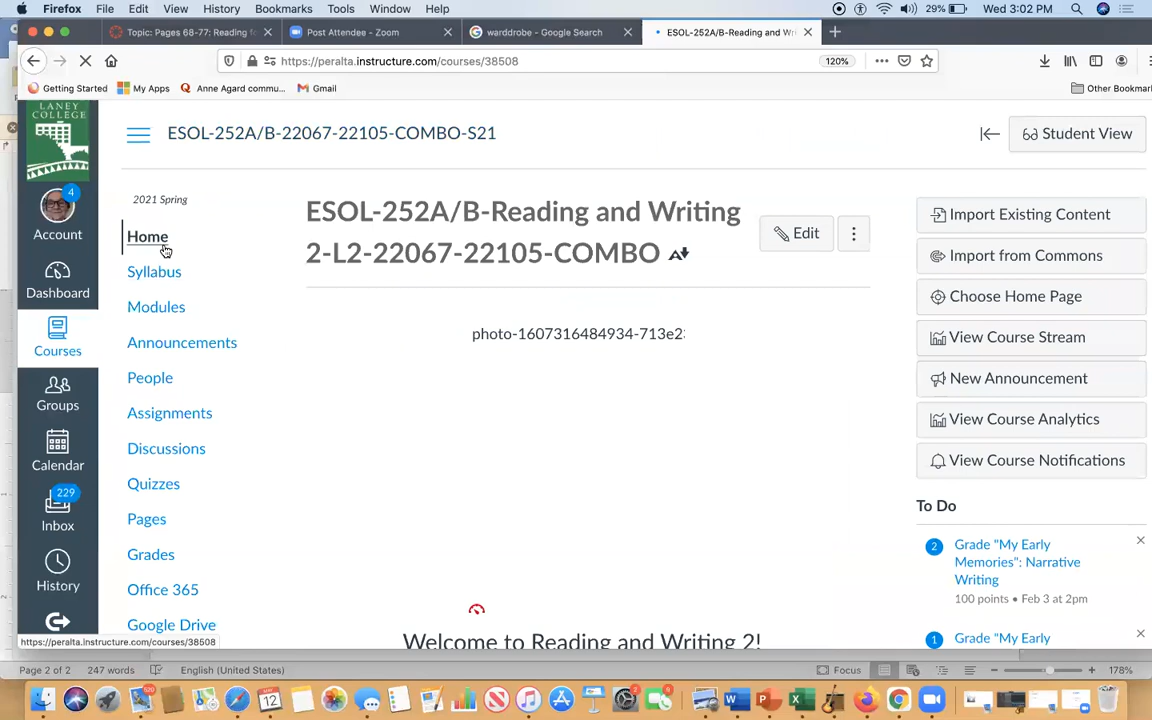 Firefox File Edit View History Bookmarks Tools Window Help 29% Wed 3:02 PM
Topic: Pages 68-77: Reading for Post Attendee - Zoom warddrobe - Google Search ESOL-252A/B-Reading and Wri
https://peralta.instructure.com/courses/38508 120%
Getting Started My Apps Anne Agard commu... Gmail Other Bookmar
LANEY COLLEGE
ESOL-252A/B-22067-22105-COMBO-S21
Student View
2021 Spring
4
Account
Dashboard
Courses
Groups
Calendar
229
Inbox
History
Home
Syllabus
Modules
Announcements
People
Assignments
Discussions
Quizzes
Pages
Grades
Office 365
Google Drive
ESOL-252A/B-Reading and Writing
2-L2-22067-22105-COMBO
Edit
photo-1607316484934-713e2
Welcome to Reading and Writing 2!
Import Existing Content
Import from Commons
Choose Home Page
View Course Stream
New Announcement
View Course Analytics
View Course Notifications
To Do
2 Grade "My Early
Memories": Narrative
Writing
100 points • Feb 3 at 2pm
1 Grade "My Early
https://peralta.instructure.com/courses/38508
Page 2 of 2 247 words English (United States) Focus 178%